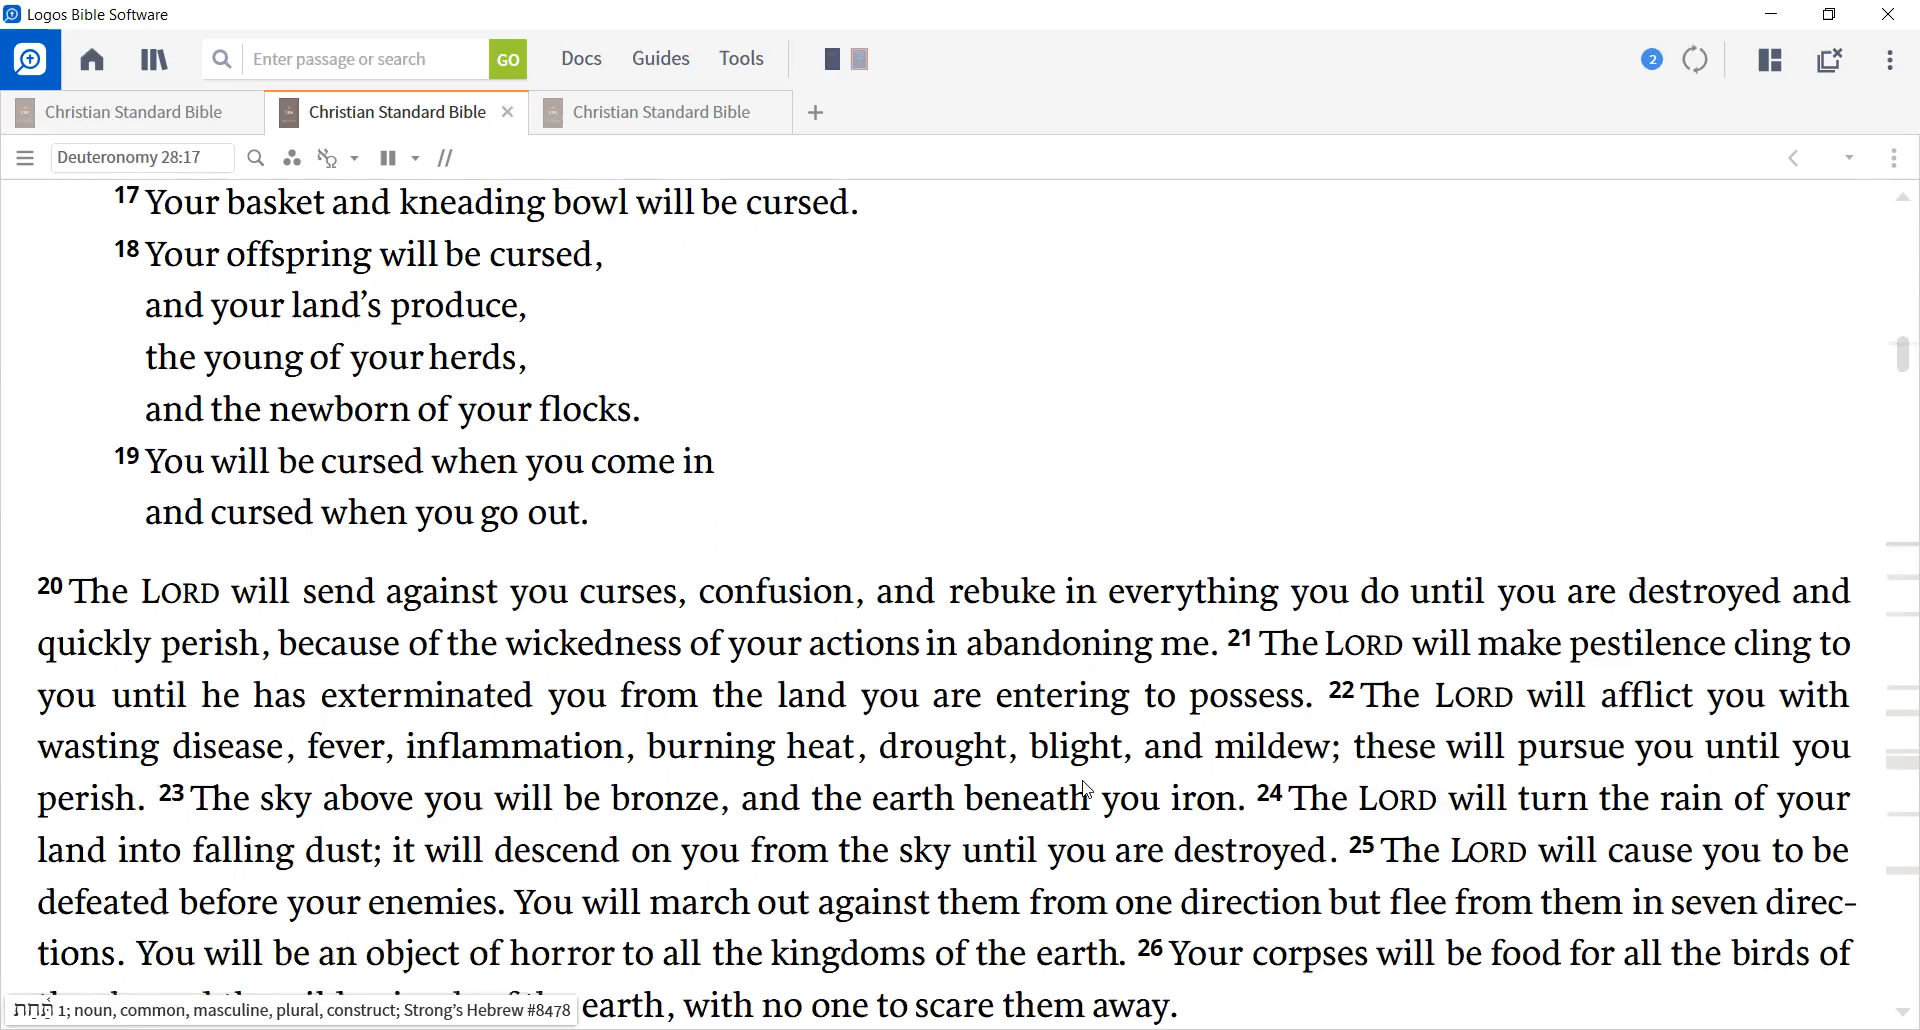 Logos Bible Software
Enter passage or search
GO
Docs
Guides
Tools
2
Christian Standard Bible
Christian Standard Bible
Christian Standard Bible
Deuteronomy 28:17
17 Your basket and kneading bowl will be cursed.
18 Your offspring will be cursed,
and your land’s produce,
the young of your herds,
and the newborn of your flocks.
19 You will be cursed when you come in
and cursed when you go out.
20 The LORD will send against you curses, confusion, and rebuke in everything you do until you are destroyed and
quickly perish, because of the wickedness of your actions in abandoning me. 21 The LORD will make pestilence cling to
you until he has exterminated you from the land you are entering to possess. 22 The LORD will afflict you with
wasting disease, fever, inflammation, burning heat, drought, blight, and mildew; these will pursue you until you
perish. 23 The sky above you will be bronze, and the earth beneath you iron. 24 The LORD will turn the rain of your
land into falling dust; it will descend on you from the sky until you are destroyed. 25 The LORD will cause you to be
defeated before your enemies. You will march out against them from one direction but flee from them in seven direc-
tions. You will be an object of horror to all the kingdoms of the earth. 26 Your corpses will be food for all the birds of
earth, with no one to scare them away.
תַּ֫חַת 1; noun, common, masculine, plural, construct; Strong’s Hebrew #8478